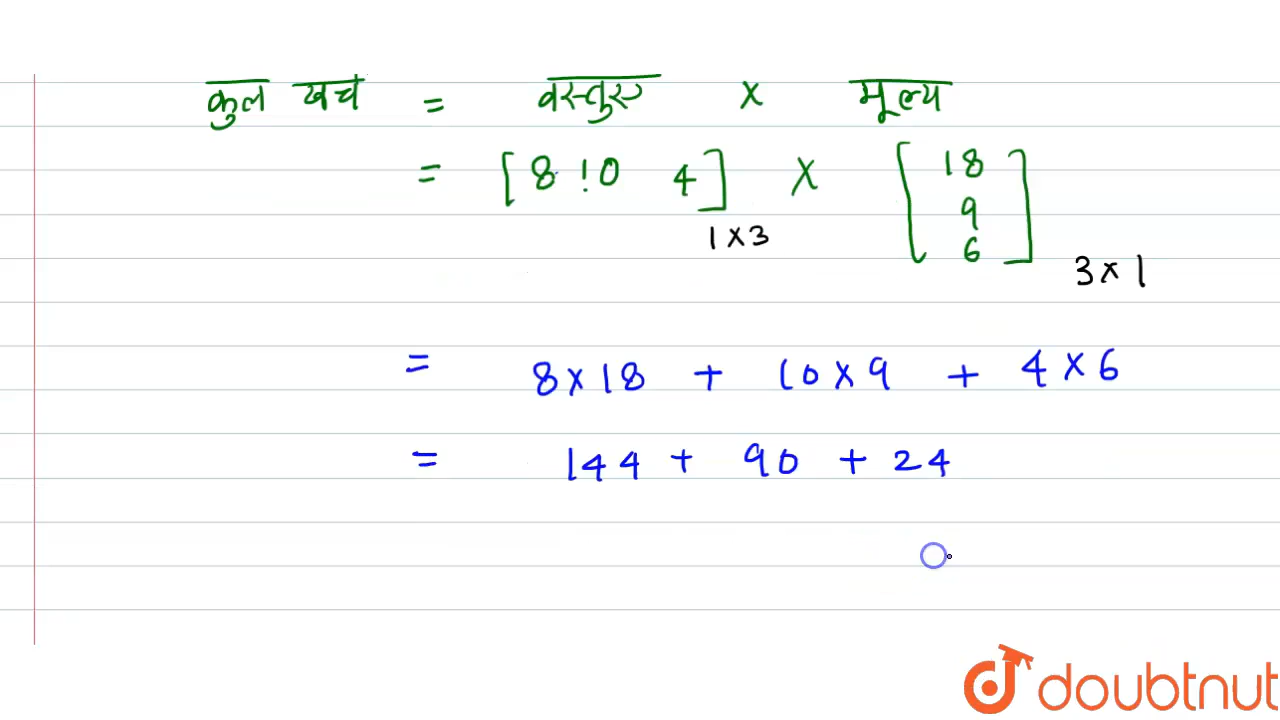 कुल खर्च = वस्तुएँ x मूल्य
= [8 10 4] 1x3 x [18 9 6] 3x1
= 8x18 + 10x9 + 4x6
= 144 + 90 + 24
doubtnut